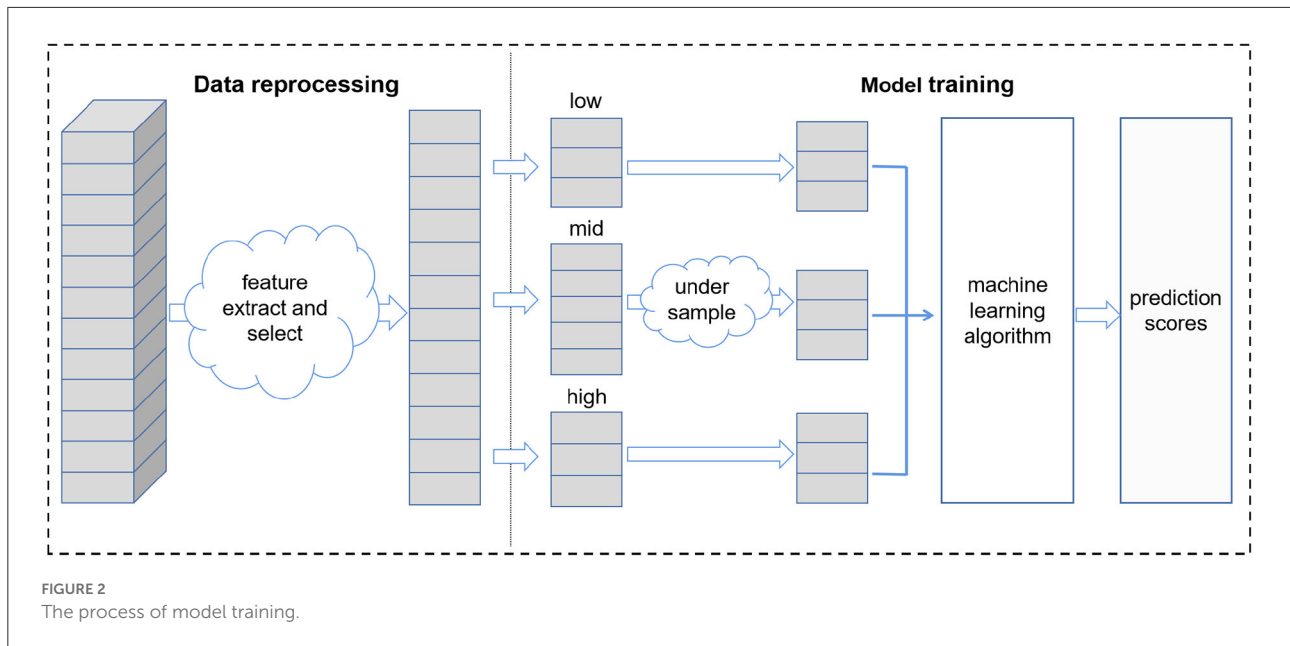 Data reprocessing
Model training
feature
extract and
select
low
mid
high
under
sample
machine
learning
algorithm
prediction
scores
FIGURE 2
The process of model training.